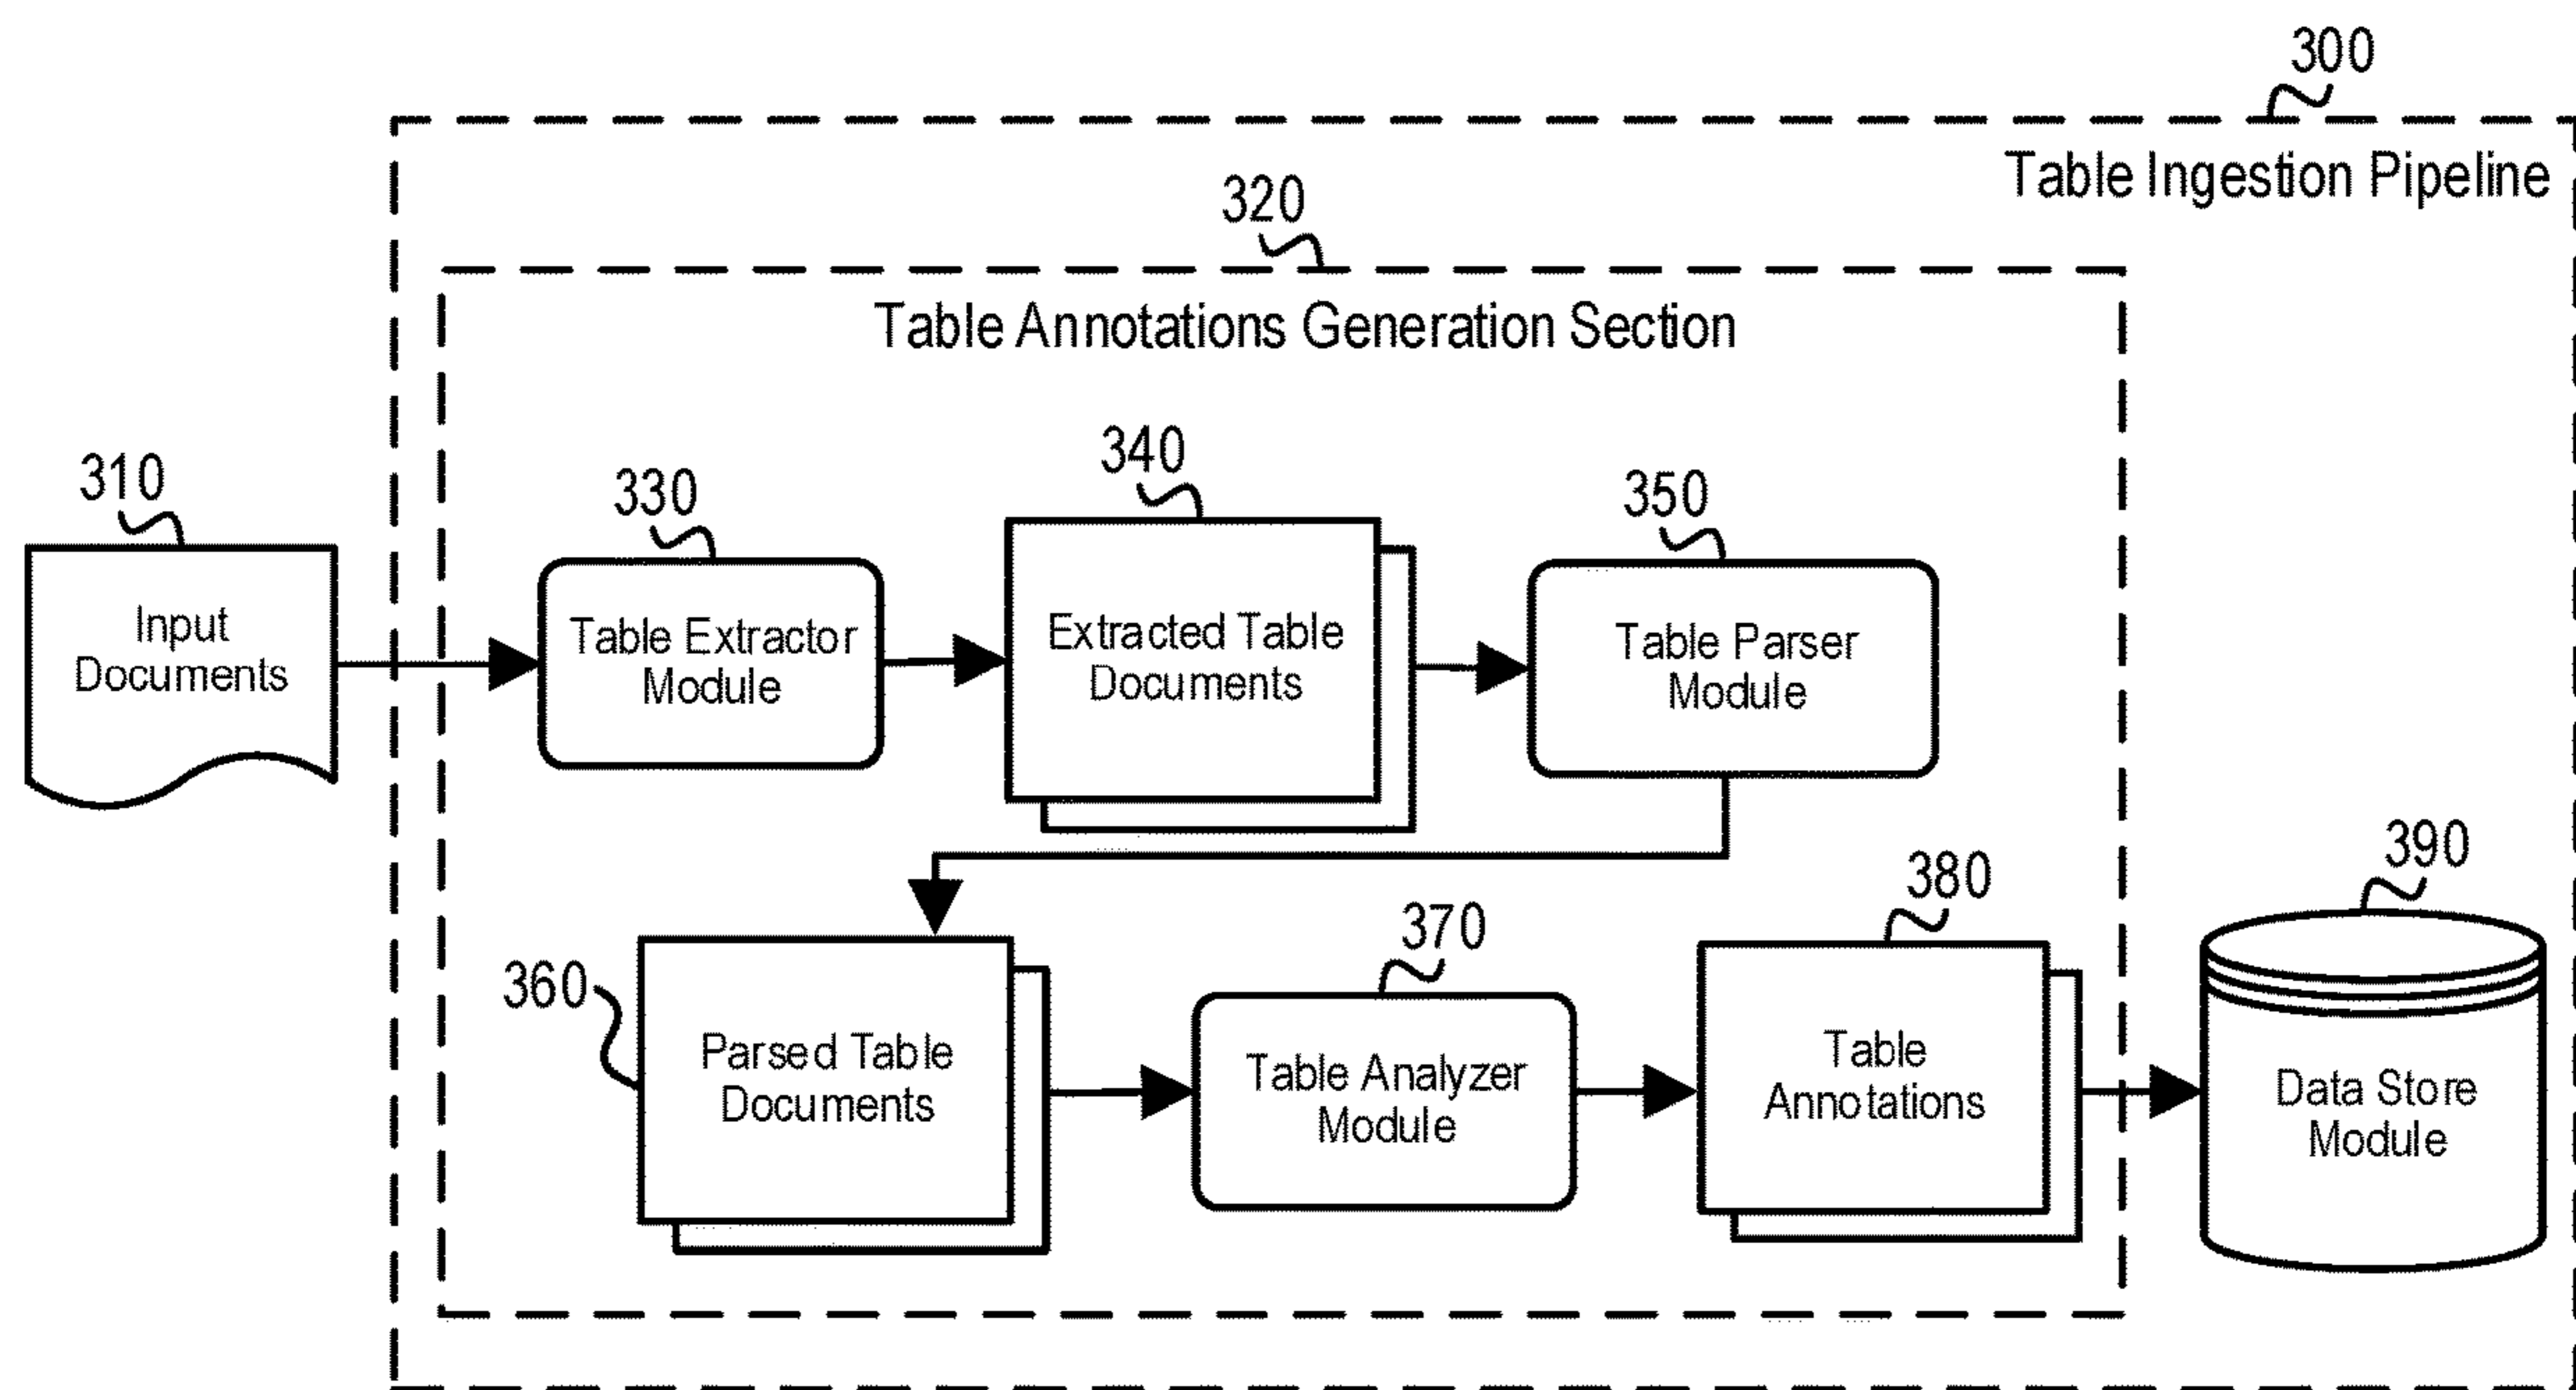 300
Table Ingestion Pipeline
320
Table Annotations Generation Section
310
Input
Documents
330
Table Extractor
Module
340
Extracted Table
Documents
350
Table Parser
Module
360
Parsed Table
Documents
370
Table Analyzer
Module
380
Table
Annotations
390
Data Store
Module